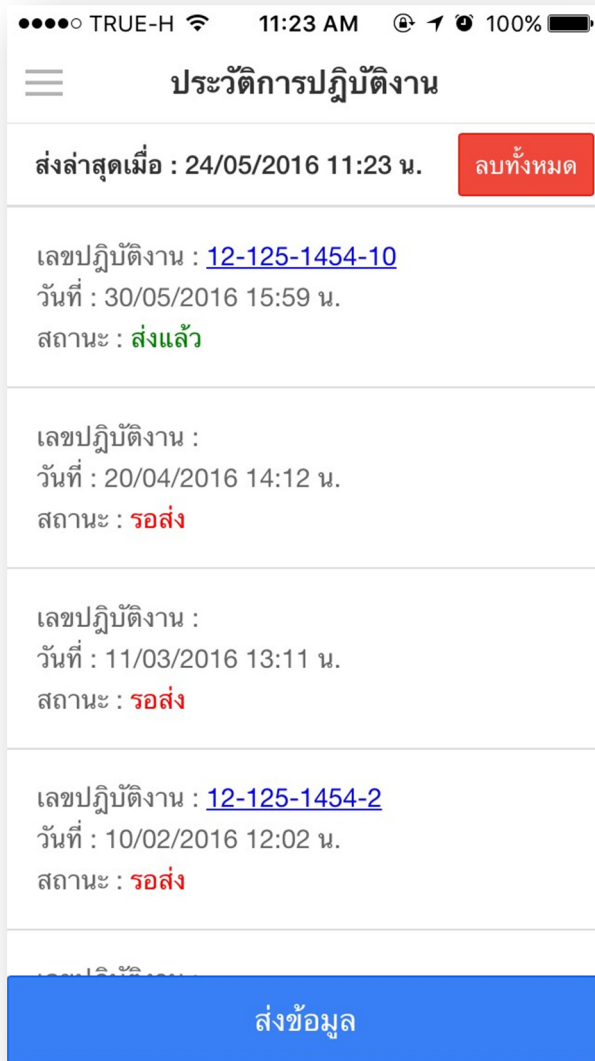 TRUE-H 11:23 AM 100%
ประวัติการปฎิบัติงาน
ส่งล่าสุดเมื่อ : 24/05/2016 11:23 น. ลบทั้งหมด
เลขปฎิบัติงาน : 12-125-1454-10
วันที่ : 30/05/2016 15:59 น.
สถานะ : ส่งแล้ว
เลขปฎิบัติงาน :
วันที่ : 20/04/2016 14:12 น.
สถานะ : รอส่ง
เลขปฎิบัติงาน :
วันที่ : 11/03/2016 13:11 น.
สถานะ : รอส่ง
เลขปฎิบัติงาน : 12-125-1454-2
วันที่ : 10/02/2016 12:02 น.
สถานะ : รอส่ง
ส่งข้อมูล